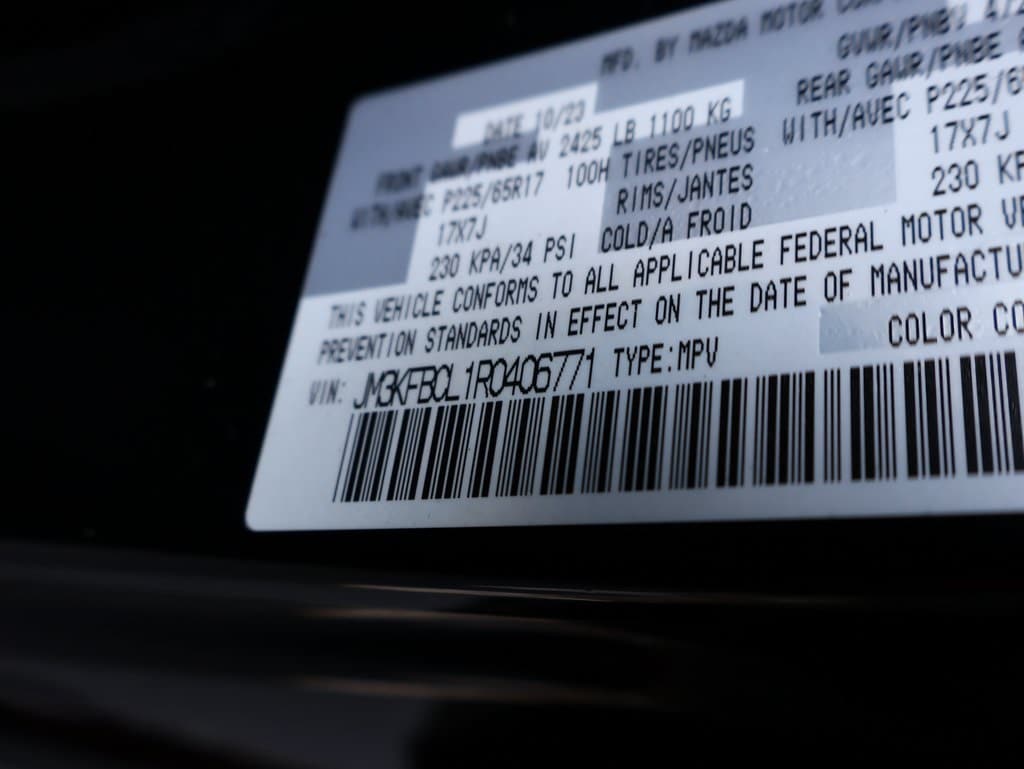 MFD. BY MAZDA MOTOR
DATE 10/23 GVWR/PNBV
FRONT GAWR/PNBE AV 2425 LB 1100 KG REAR GAWR/PNBE
WITH/AVEC P225/65R17 100H TIRES/PNEUS WITH/AVEC
17X7J RIMS/JANTES 17X7J
230 KPA/34 PSI COLD/A FROID 230
THIS VEHICLE CONFORMS TO ALL APPLICABLE FEDERAL MOTOR
PREVENTION STANDARDS IN EFFECT ON THE DATE OF
COLOR
VIN: JM3KFBCL1R0406771 TYPE:MPV